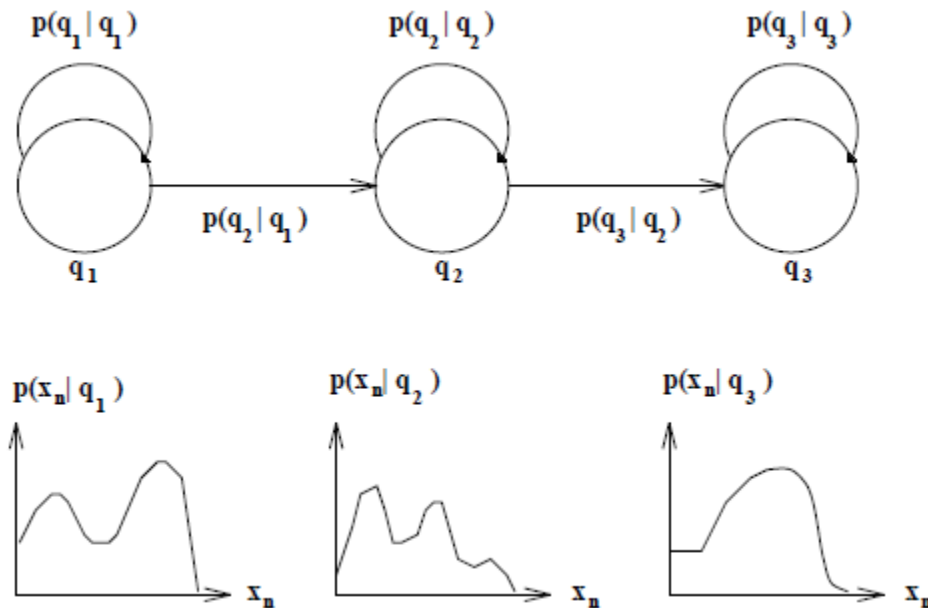 p(q₁ | q₁) p(q₂ | q₂) p(q₃ | q₃)
p(q₂ | q₁) p(q₃ | q₂)
q₁ q₂ q₃
p(xₙ | q₁) p(xₙ | q₂) p(xₙ | q₃)
xₙ xₙ xₙ